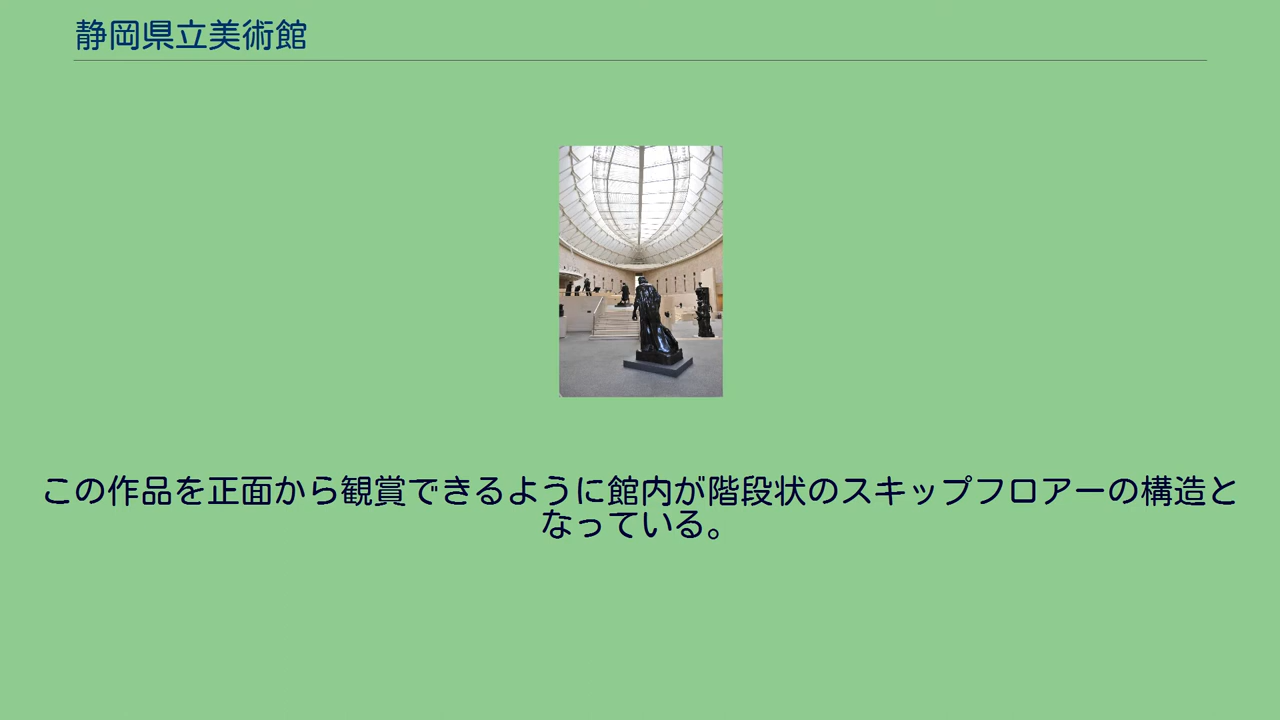 静岡県立美術館
この作品を正面から観賞できるように館内が階段状のスキップフロアーの構造と
なっている。